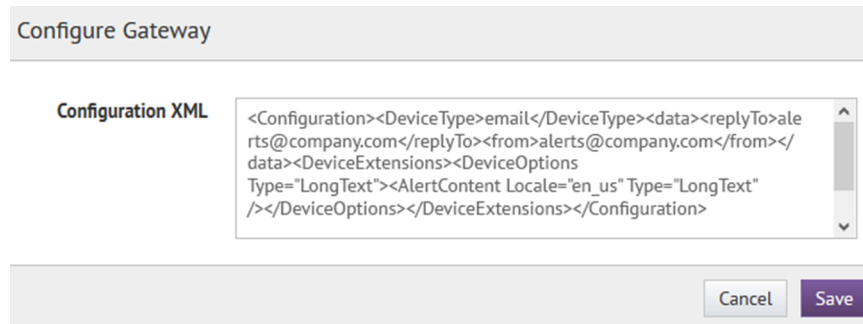 Configure Gateway
Configuration XML
<Configuration><DeviceType>email</DeviceType><data><replyTo>ale
rts@company.com</replyTo><from>alerts@company.com</from></
data><DeviceExtensions><DeviceOptions
Type="LongText"><AlertContent Locale="en_us" Type="LongText"
/></DeviceOptions></DeviceExtensions></Configuration>
Cancel
Save